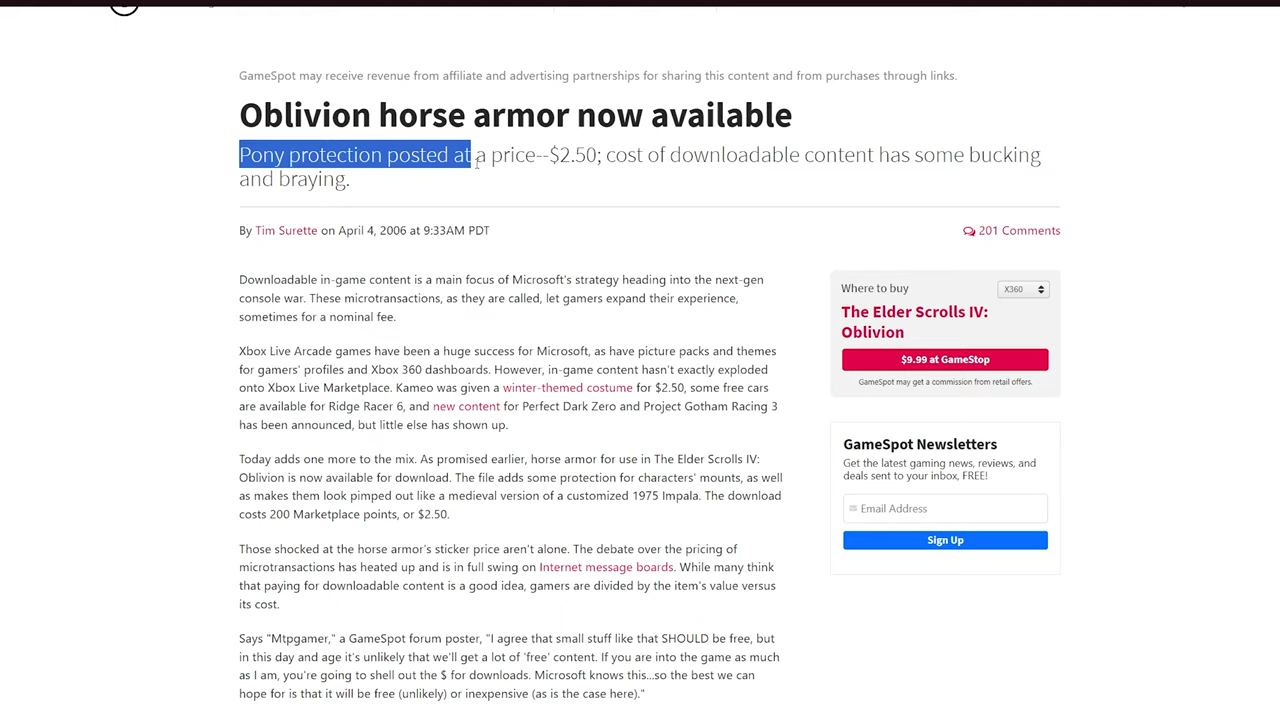 GameSpot may receive revenue from affiliate and advertising partnerships for sharing this content and from purchases through links.
Oblivion horse armor now available
Pony protection posted at a price--$2.50; cost of downloadable content has some bucking
and braying.
By Tim Surette on April 4, 2006 at 9:33AM PDT
201 Comments
Downloadable in-game content is a main focus of Microsoft's strategy heading into the next-gen
console war. These microtransactions, as they are called, let gamers expand their experience,
sometimes for a nominal fee.
Xbox Live Arcade games have been a huge success for Microsoft, as have picture packs and themes
for gamers' profiles and Xbox 360 dashboards. However, in-game content hasn't exactly exploded
onto Xbox Live Marketplace. Kameo was given a winter-themed costume for $2.50, some free cars
are available for Ridge Racer 6, and new content for Perfect Dark Zero and Project Gotham Racing 3
has been announced, but little else has shown up.
Today adds one more to the mix. As promised earlier, horse armor for use in The Elder Scrolls IV:
Oblivion is now available for download. The file adds some protection for characters' mounts, as well
as makes them look pimped out like a medieval version of a customized 1975 Impala. The download
costs 200 Marketplace points, or $2.50.
Those shocked at the horse armor's sticker price aren't alone. The debate over the pricing of
microtransactions has heated up and is in full swing on Internet message boards. While many think
that paying for downloadable content is a good idea, gamers are divided by the item's value versus
its cost.
Says "Mtpgamer," a GameSpot forum poster, "I agree that small stuff like that SHOULD be free, but
in this day and age it's unlikely that we'll get a lot of 'free' content. If you are into the game as much
as I am, you're going to shell out the $ for downloads. Microsoft knows this...so the best we can
hope for is that it will be free (unlikely) or inexpensive (as is the case here)."
Where to buy
X360
The Elder Scrolls IV:
Oblivion
$9.99 at GameStop
GameSpot may get a commission from retail offers.
GameSpot Newsletters
Get the latest gaming news, reviews, and
deals sent to your inbox, FREE!
Email Address
Sign Up